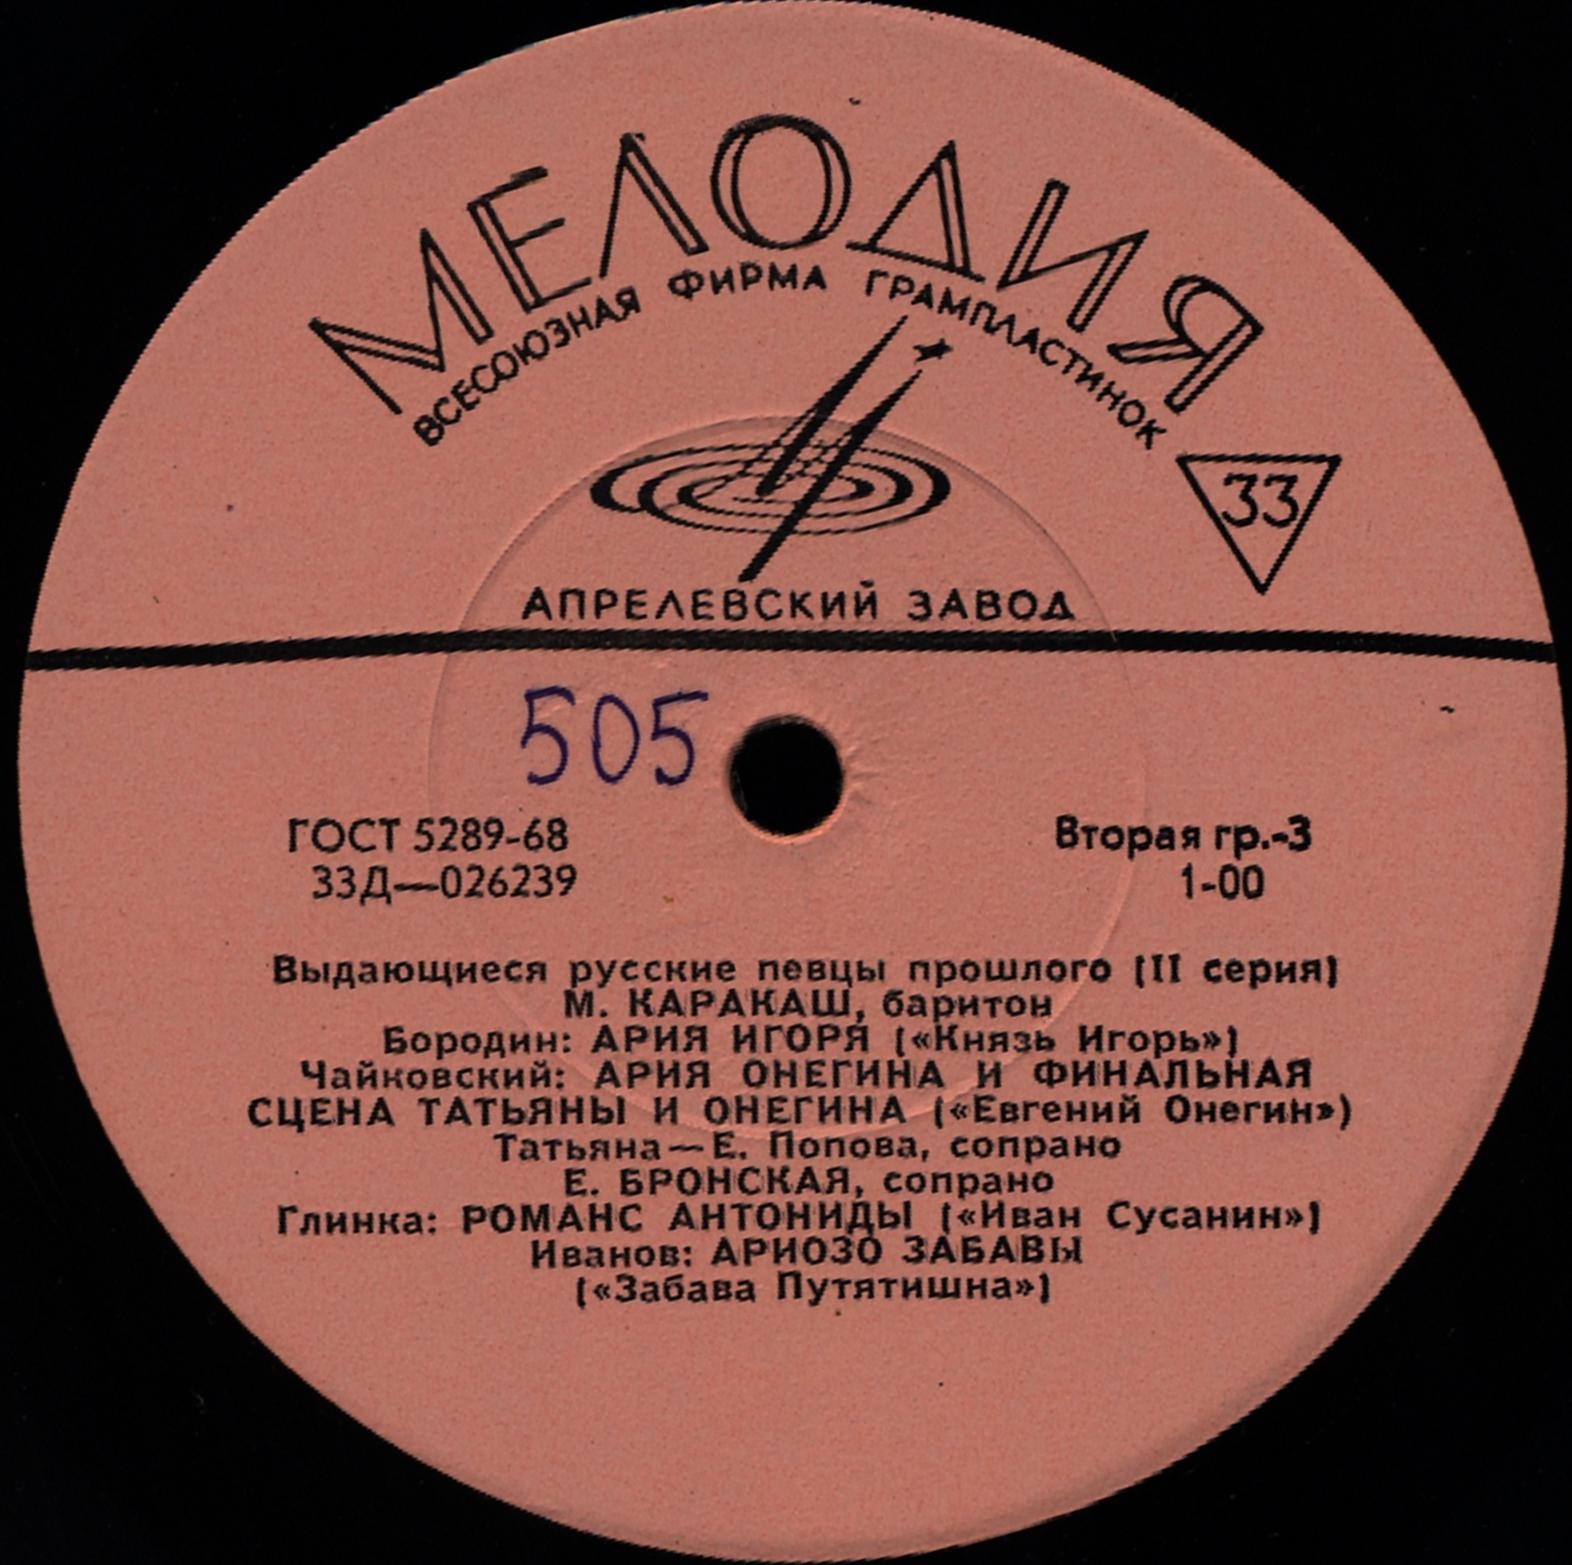 МЕЛОДИЯ
ВСЕСОЮЗНАЯ ФИРМА ГРАМПЛАСТИНОК
33
АПРЕЛЕВСКИЙ ЗАВОД
505
ГОСТ 5289-68
33Д—026239
Вторая гр.-3
1-00
Выдающиеся русские певцы прошлого (II серия)
М. КАРАКАШ, баритон
Бородин: АРИЯ ИГОРЯ («Князь Игорь»)
Чайковский: АРИЯ ОНЕГИНА И ФИНАЛЬНАЯ
СЦЕНА ТАТЬЯНЫ И ОНЕГИНА («Евгений Онегин»)
Татьяна — Е. Попова, сопрано
Е. БРОНСКАЯ, сопрано
Глинка: РОМАНС АНТОНИДЫ («Иван Сусанин»)
Иванов: АРИОЗО ЗАБАВЫ
(«Забава Путятишна»)